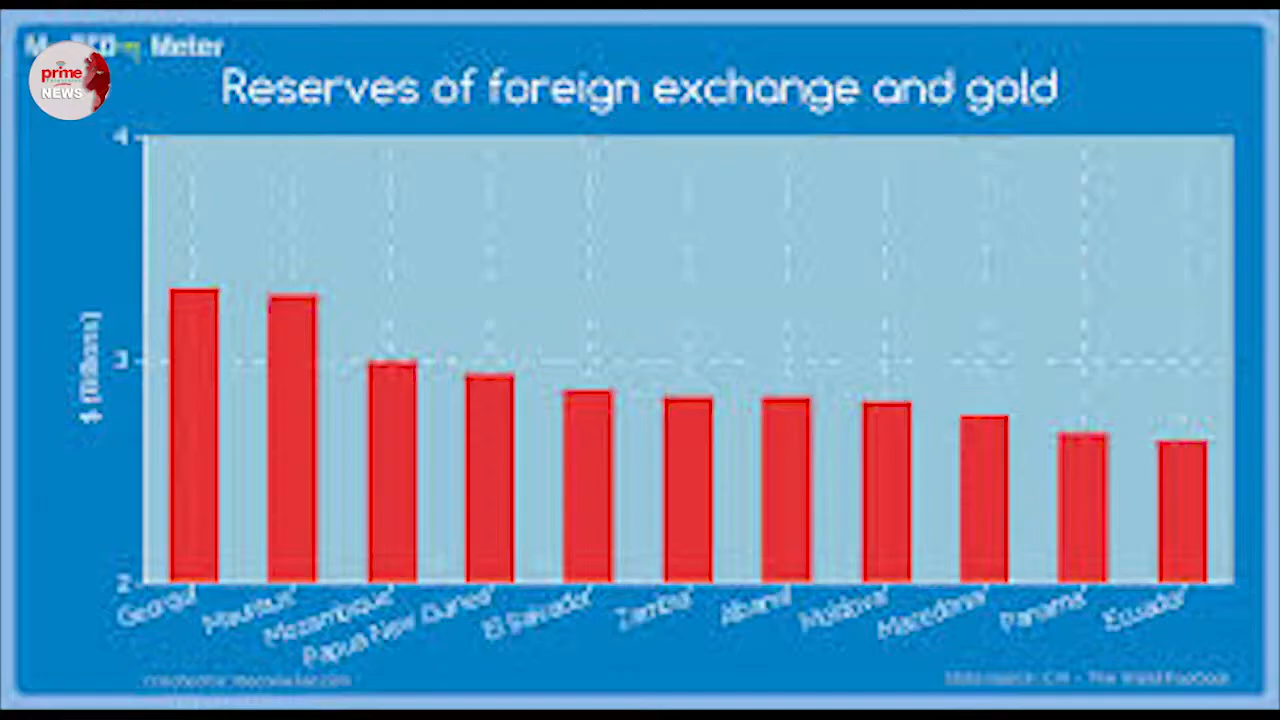 Meter
prime
NEWS
Reserves of foreign exchange and gold
4
3
2
Georgia
Mauritius
Mozambique
Papua New Guinea
El Salvador
Zambia
Albania
Moldova
Macedonia
Panama
Ecuador